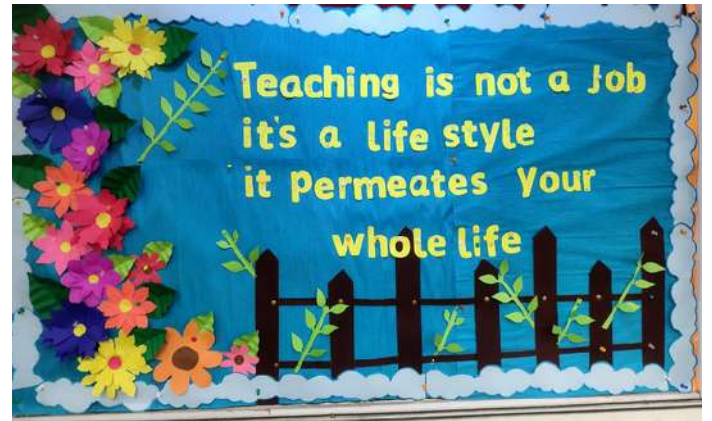 Teaching is not a Job
it's a life style
it permeates Your
whole life